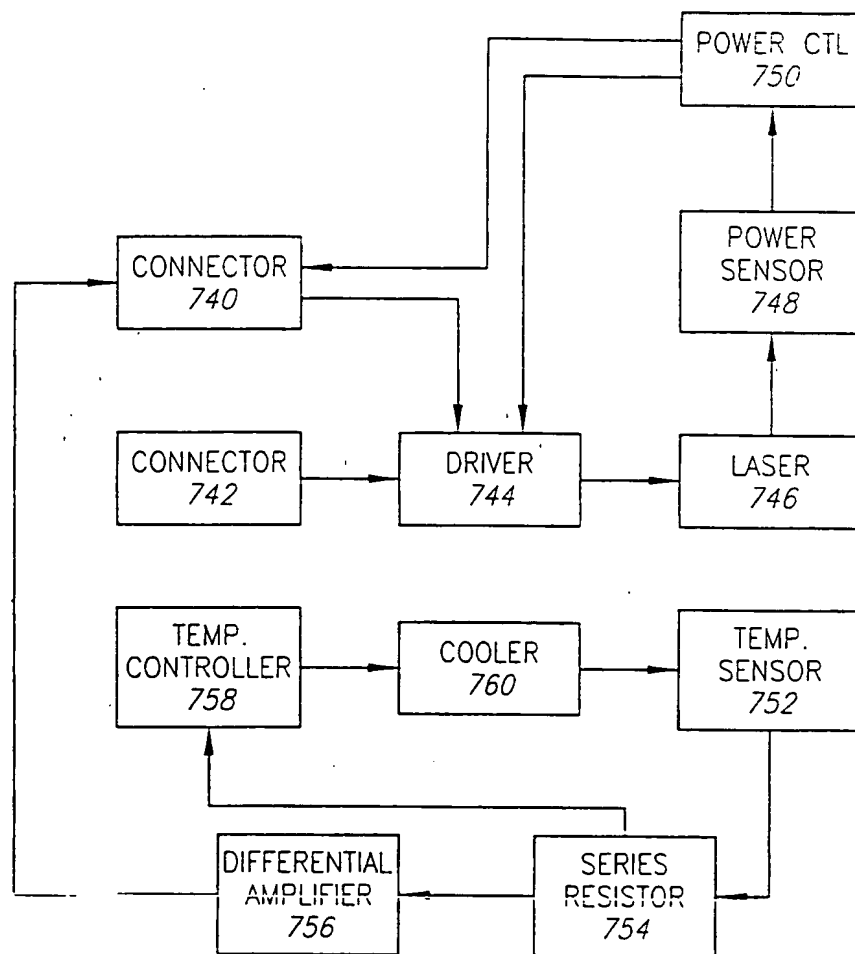 POWER CTL
750
POWER
SENSOR
748
CONNECTOR
740
CONNECTOR
742
DRIVER
744
LASER
746
TEMP.
CONTROLLER
758
COOLER
760
TEMP.
SENSOR
752
DIFFERENTIAL
AMPLIFIER
756
SERIES
RESISTOR
754